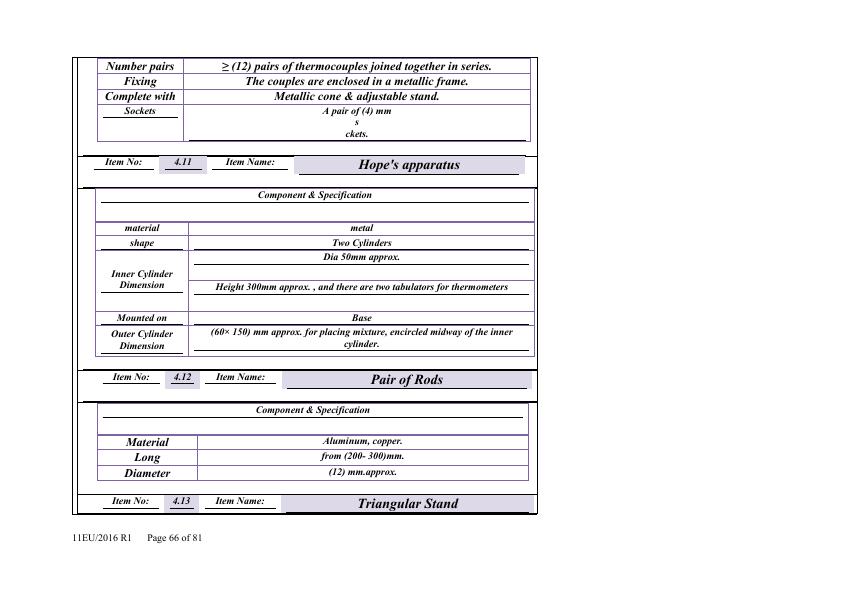 Number pairs ≥ (12) pairs of thermocouples joined together in series.
Fixing The couples are enclosed in a metallic frame.
Complete with Metallic cone & adjustable stand.
Sockets A pair of (4) mm
s
ckets.
Item No: 4.11 Item Name: Hope's apparatus
Component & Specification
material metal
shape Two Cylinders
Inner Cylinder Dimension Dia 50mm approx.
Height 300mm approx. , and there are two tabulators for thermometers
Mounted on Base
Outer Cylinder (60× 150) mm approx. for placing mixture, encircled midway of the inner
Dimension cylinder.
Item No: 4.12 Item Name: Pair of Rods
Component & Specification
Material Aluminum, copper.
Long from (200- 300)mm.
Diameter (12) mm.approx.
Item No: 4.13 Item Name: Triangular Stand
11EU/2016 R1 Page 66 of 81